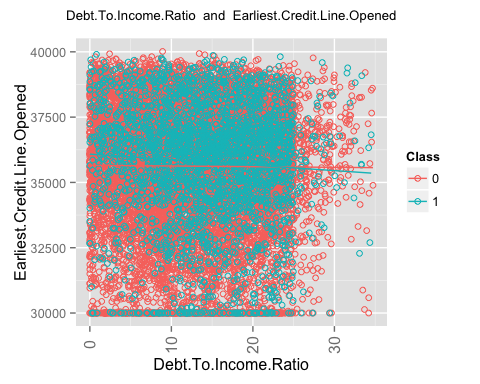 Debt.To.Income.Ratio and Earliest.Credit.Line.Opened
40000
37500
35000
32500
30000
Earliest.Credit.Line.Opened
0
10
20
30
Debt.To.Income.Ratio
Class
0
1